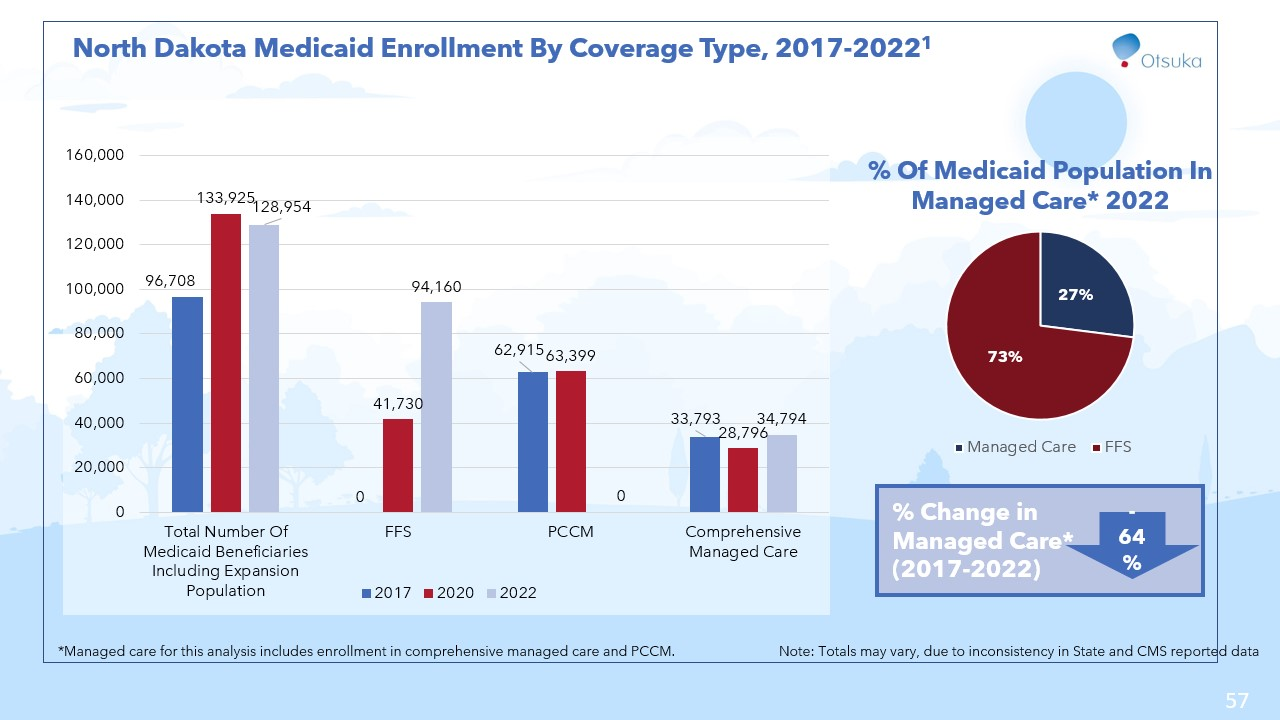 North Dakota Medicaid Enrollment By Coverage Type, 2017-2022¹
Otsuka
160,000
140,000
120,000
100,000
80,000
60,000
40,000
20,000
0
96,708
133,925
128,954
0
41,730
94,160
62,915
63,399
0
33,793
28,796
34,794
Total Number Of
Medicaid Beneficiaries
Including Expansion
Population
FFS
PCCM
Comprehensive
Managed Care
2017
2020
2022
% Of Medicaid Population In
Managed Care* 2022
27%
73%
Managed Care
FFS
% Change in
Managed Care*
(2017-2022)
-
64
%
*Managed care for this analysis includes enrollment in comprehensive managed care and PCCM.
Note: Totals may vary, due to inconsistency in State and CMS reported data
57